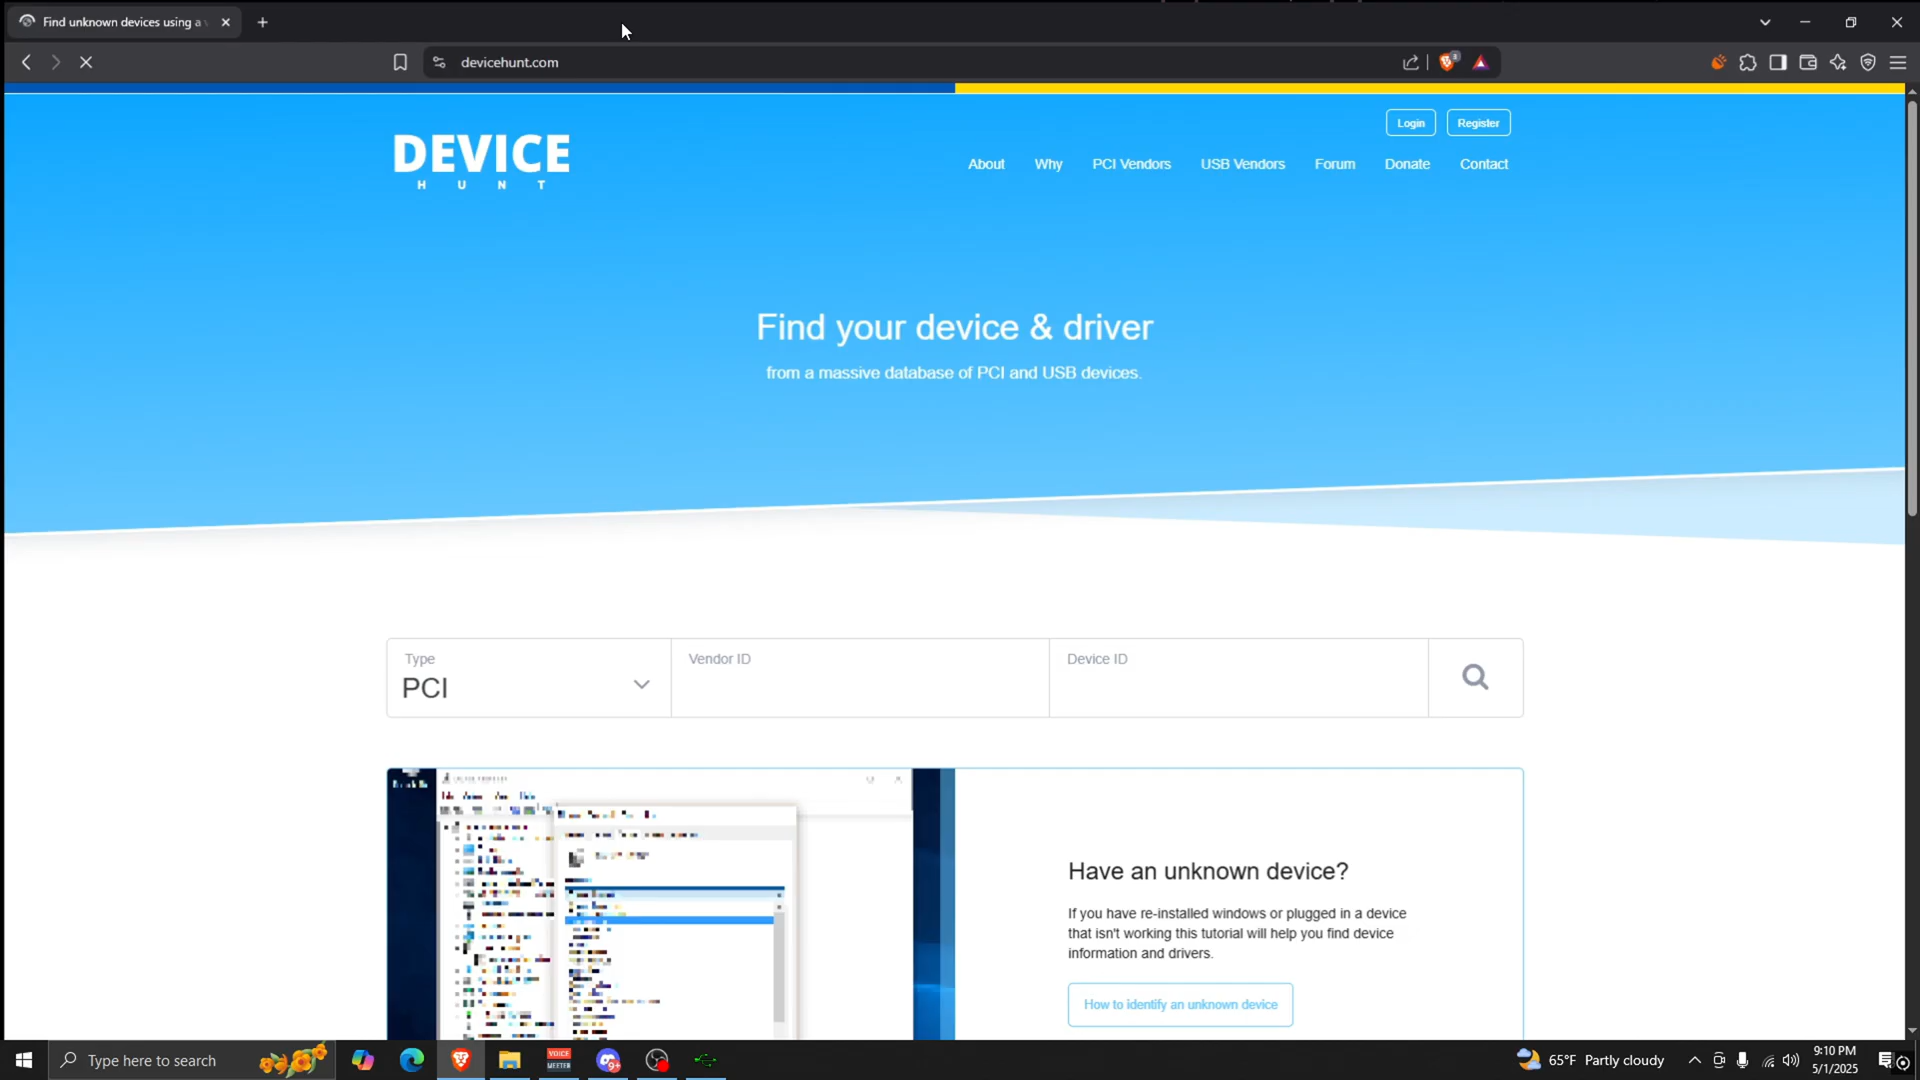 Find unknown devices using a
devicehunt.com
Login
Register
DEVICE
HUNT
About
Why
PCI Vendors
USB Vendors
Forum
Donate
Contact
Find your device & driver
from a massive database of PCI and USB devices.
Type
PCI
Vendor ID
Device ID
Have an unknown device?
If you have re-installed windows or plugged in a device
that isn't working this tutorial will help you find device
information and drivers.
How to identify an unknown device
Type here to search
VOICE
MEETER
9+
65°F Partly cloudy
9:10 PM
5/1/2025